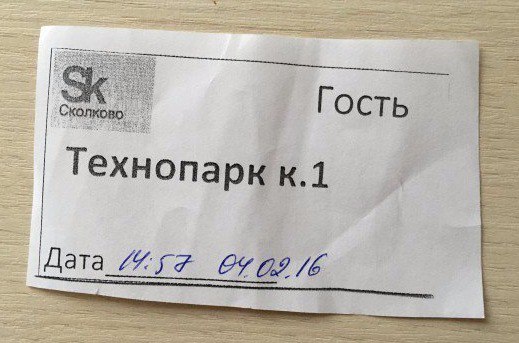 Sk
Сколково
Гость
Технопарк к.1
Дата 14:57 04.02.16